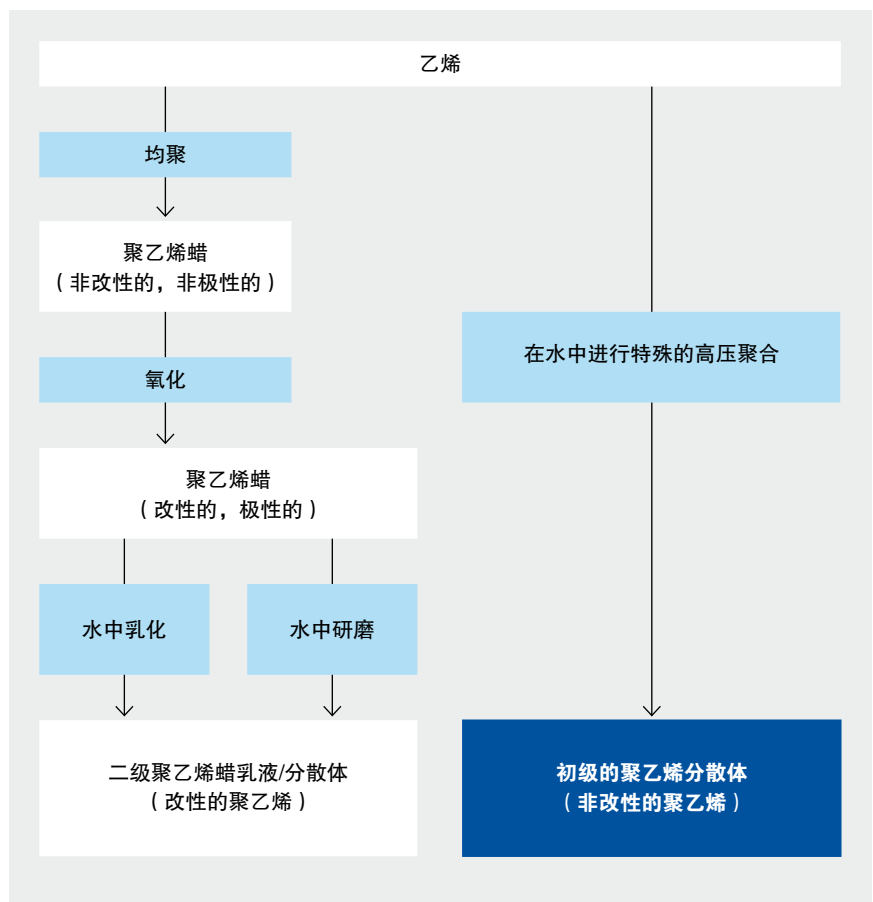 乙烯
均聚
聚乙烯蜡
（非改性的，非极性的）
在水中进行特殊的高压聚合
氧化
聚乙烯蜡
（改性的，极性的）
水中乳化
水中研磨
二级聚乙烯蜡乳液/分散体
（改性的聚乙烯）
初级的聚乙烯分散体
（非改性的聚乙烯）